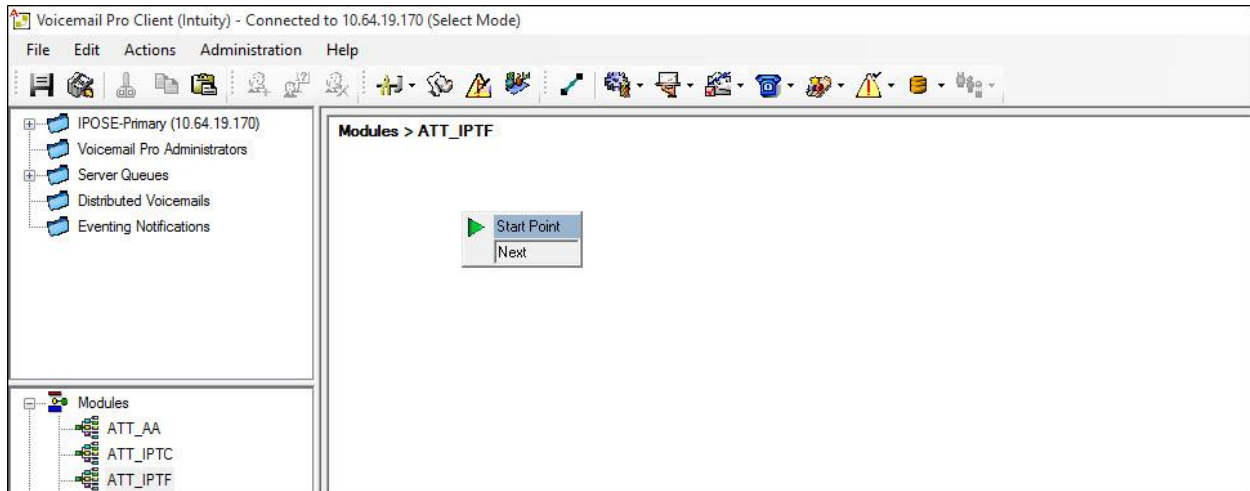 Voicemail Pro Client (Intuity) - Connected to 10.64.19.170 (Select Mode)
File Edit Actions Administration Help
IPOSE-Primary (10.64.19.170)
Voicemail Pro Administrators
Server Queues
Distributed Voicemails
Eventing Notifications
Modules > ATT_IPTF
Start Point
Next
Modules
ATT_AA
ATT_IPTC
ATT_IPTF